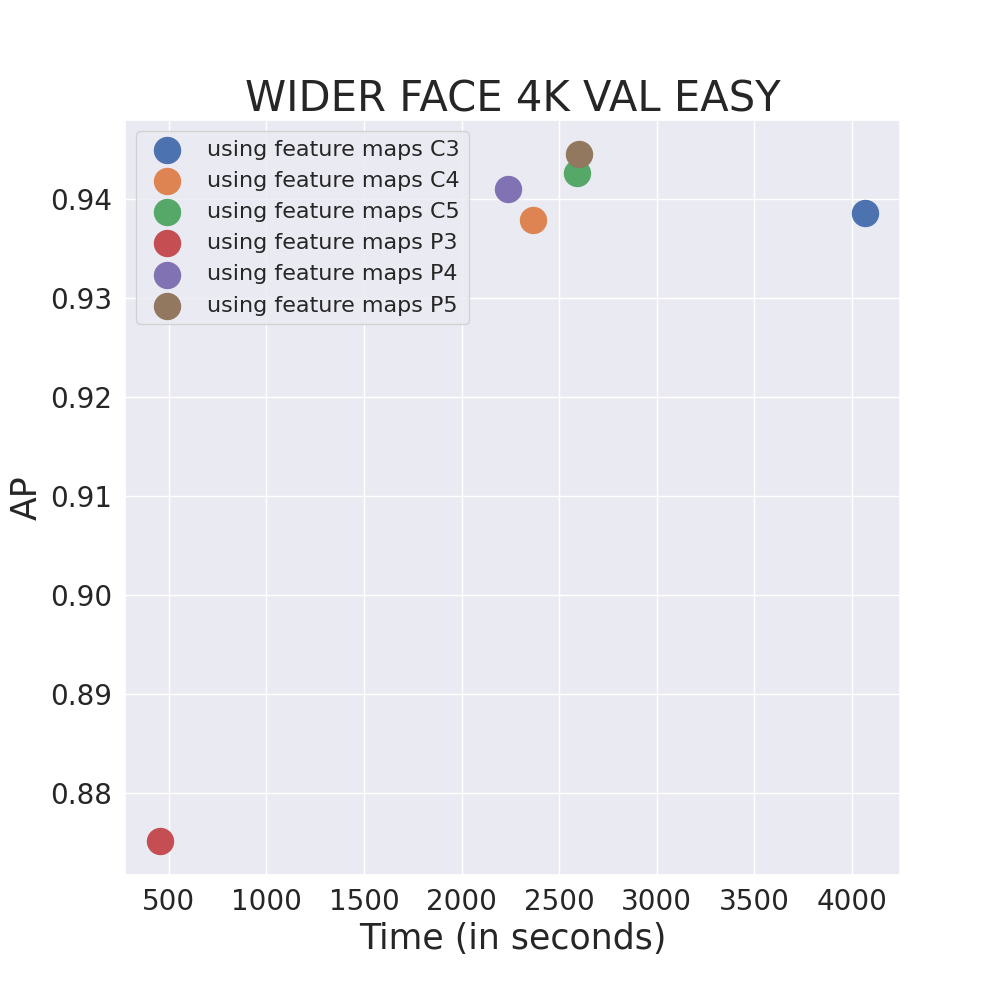 WIDER FACE 4K VAL EASY
using feature maps C3
using feature maps C4
using feature maps C5
using feature maps P3
using feature maps P4
using feature maps P5
0.94
0.93
0.92
0.91
0.90
0.89
0.88
AP
500 1000 1500 2000 2500 3000 3500 4000
Time (in seconds)